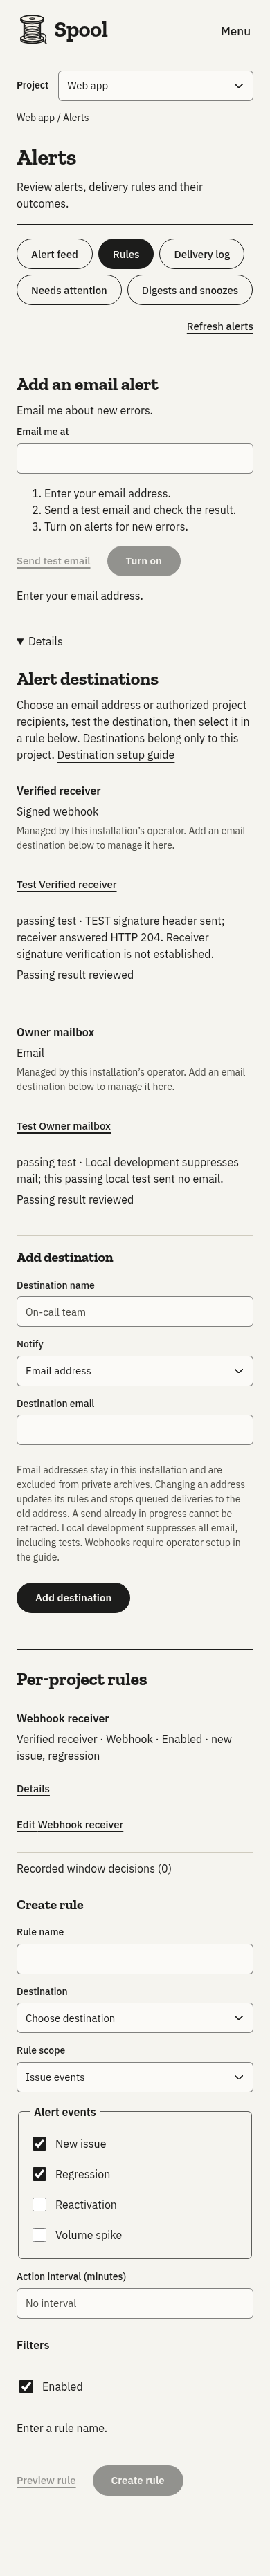 Spool
Menu
Project
Web app
Web app / Alerts
Alerts
Review alerts, delivery rules and their
outcomes.
Alert feed
Rules
Delivery log
Needs attention
Digests and snoozes
Refresh alerts
Add an email alert
Email me about new errors.
Email me at
1. Enter your email address.
2. Send a test email and check the result.
3. Turn on alerts for new errors.
Send test email
Turn on
Enter your email address.
Details
Alert destinations
Choose an email address or authorized project
recipients, test the destination, then select it in
a rule below. Destinations belong only to this
project. Destination setup guide
Verified receiver
Signed webhook
Managed by this installation's operator. Add an email
destination below to manage it here.
Test Verified receiver
passing test · TEST signature header sent;
receiver answered HTTP 204. Receiver
signature verification is not established.
Passing result reviewed
Owner mailbox
Email
Managed by this installation's operator. Add an email
destination below to manage it here.
Test Owner mailbox
passing test · Local development suppresses
mail; this passing local test sent no email.
Passing result reviewed
Add destination
Destination name
On-call team
Notify
Email address
Destination email
Email addresses stay in this installation and are
excluded from private archives. Changing an address
updates its rules and stops queued deliveries to the
old address. A send already in progress cannot be
retracted. Local development suppresses all email,
including tests. Webhooks require operator setup in
the guide.
Add destination
Per-project rules
Webhook receiver
Verified receiver · Webhook · Enabled · new
issue, regression
Details
Edit Webhook receiver
Recorded window decisions (0)
Create rule
Rule name
Destination
Choose destination
Rule scope
Issue events
Alert events
New issue
Regression
Reactivation
Volume spike
Action interval (minutes)
No interval
Filters
Enabled
Enter a rule name.
Preview rule
Create rule